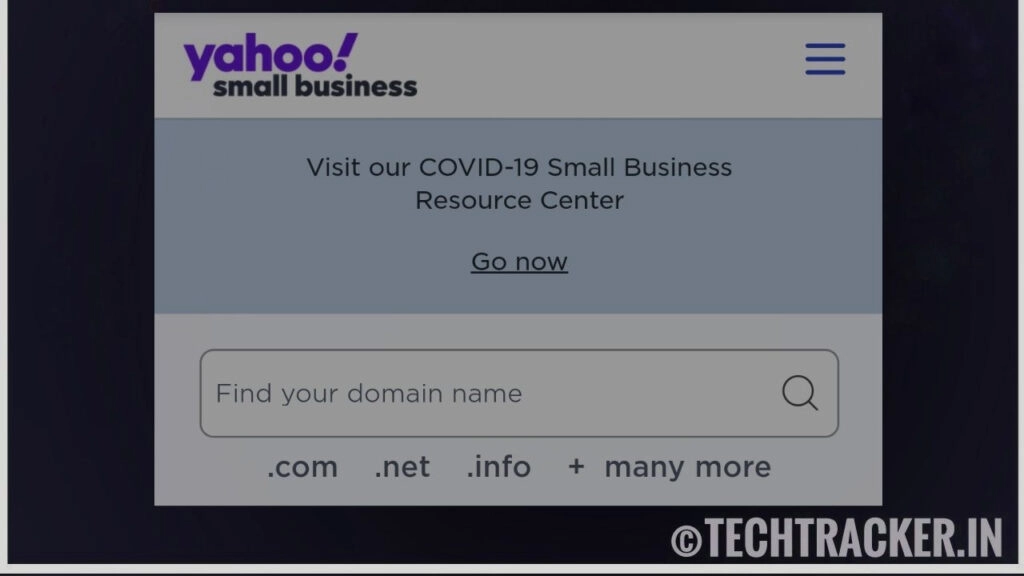 yahoo!
small business
Visit our COVID-19 Small Business
Resource Center
Go now
Find your domain name
.com .net .info + many more
©TECHTRACKER.IN